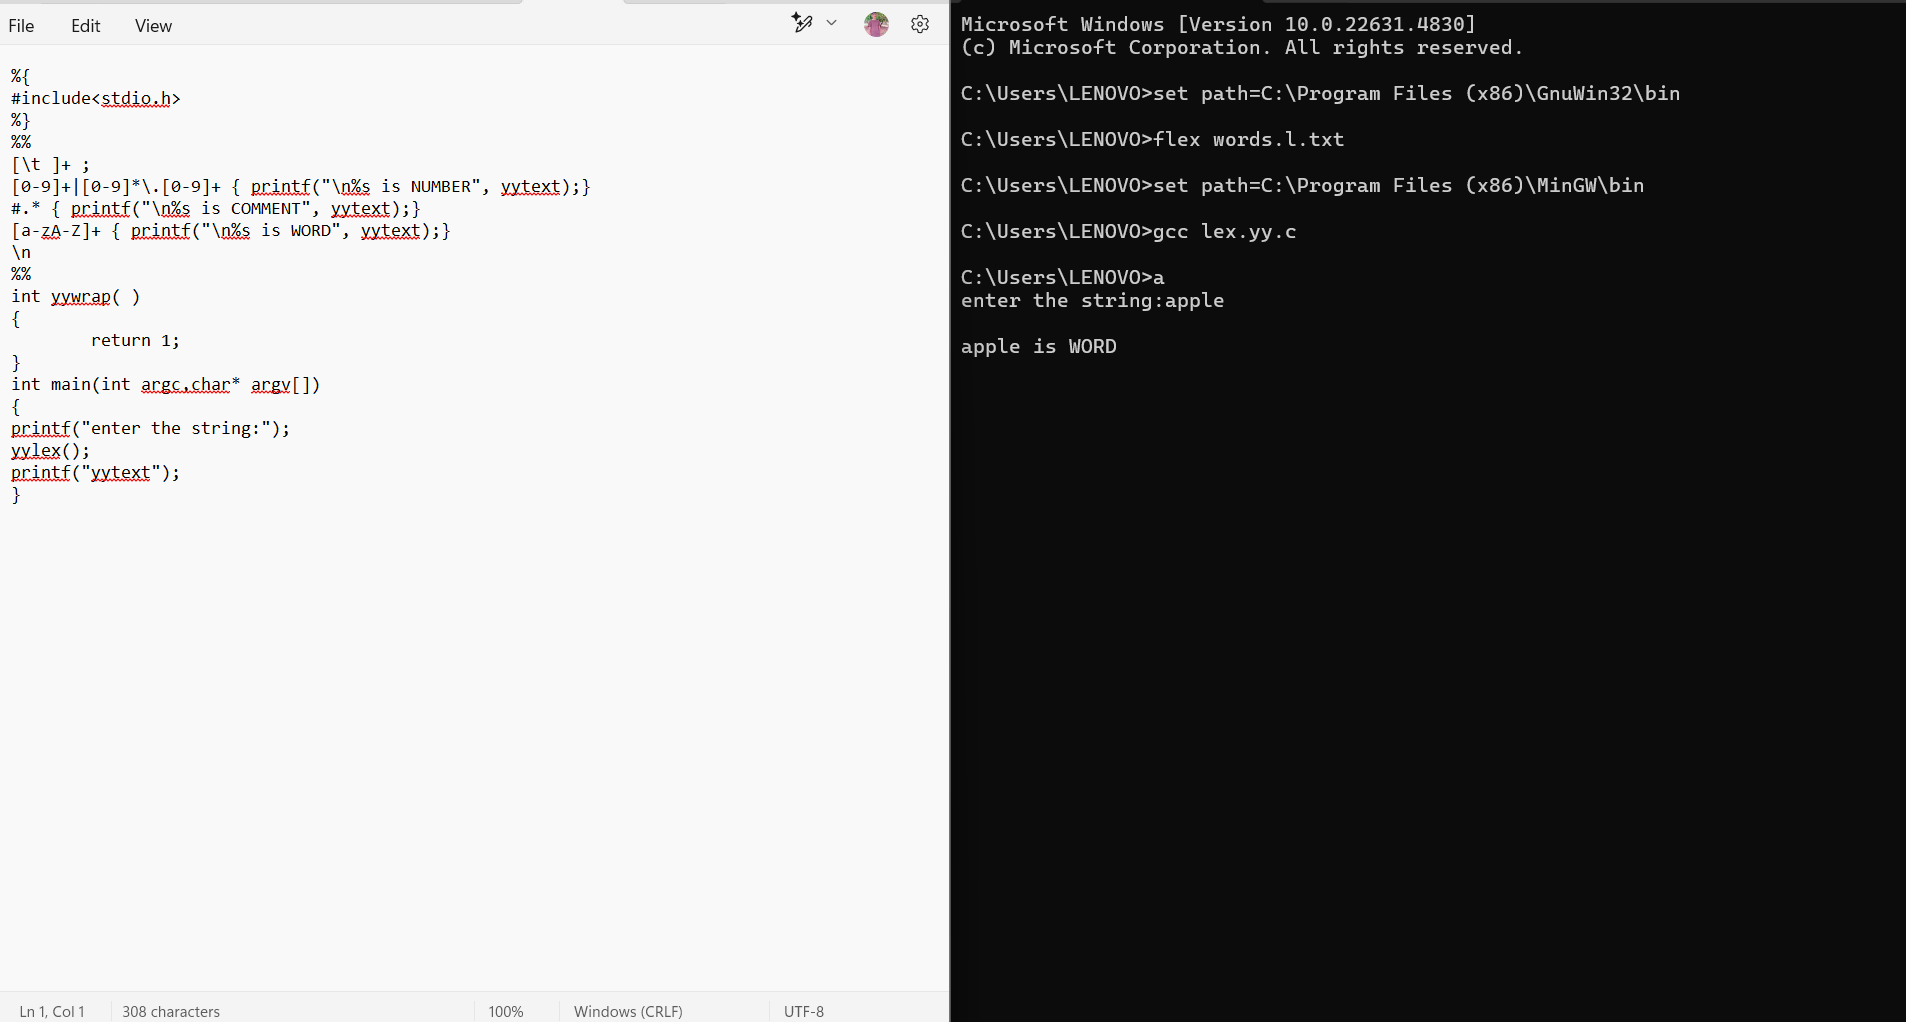 File Edit View
%{
#include<stdio.h>
%}
%%
[\t ]+ ;
[0-9]+|[0-9]*\.[0-9]+ { printf("\n%s is NUMBER", yytext);}
#.* { printf("\n%s is COMMENT", yytext);}
[a-zA-Z]+ { printf("\n%s is WORD", yytext);}
\n
%%
int yywrap( )
{
        return 1;
}
int main(int argc,char* argv[])
{
printf("enter the string:");
yylex();
printf("yytext");
}
Ln 1, Col 1 308 characters 100% Windows (CRLF) UTF-8
Microsoft Windows [Version 10.0.22631.4830]
(c) Microsoft Corporation. All rights reserved.
C:\Users\LENOVO>set path=C:\Program Files (x86)\GnuWin32\bin
C:\Users\LENOVO>flex words.l.txt
C:\Users\LENOVO>set path=C:\Program Files (x86)\MinGW\bin
C:\Users\LENOVO>gcc lex.yy.c
C:\Users\LENOVO>a
enter the string:apple
apple is WORD